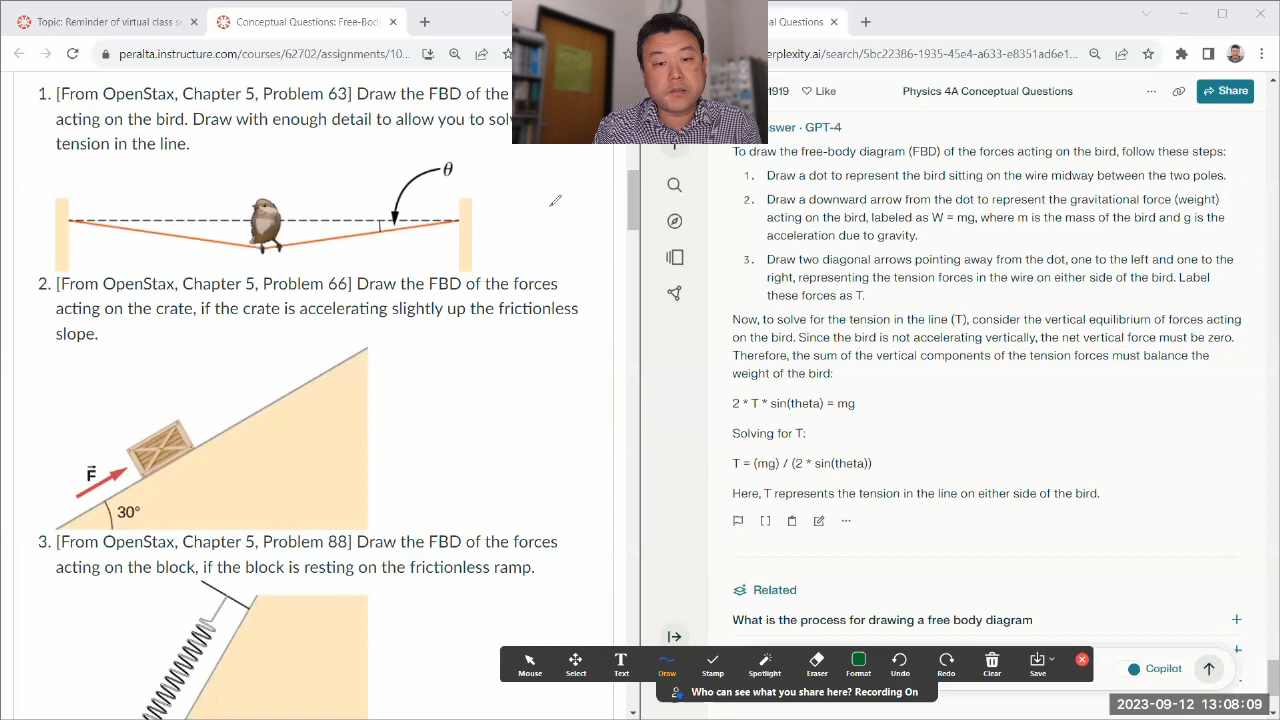 Topic: Reminder of virtual class s
Conceptual Questions: Free-Body
al Questions
peralta.instructure.com/courses/62702/assignments/10...
erplexity.ai/search/5bc22386-1935-45e4-a633-e8351ad6e1...
1. [From OpenStax, Chapter 5, Problem 63] Draw the FBD of the
acting on the bird. Draw with enough detail to allow you to sol
tension in the line.
θ
2. [From OpenStax, Chapter 5, Problem 66] Draw the FBD of the forces
acting on the crate, if the crate is accelerating slightly up the frictionless
slope.
F
30°
3. [From OpenStax, Chapter 5, Problem 88] Draw the FBD of the forces
acting on the block, if the block is resting on the frictionless ramp.
1919 Like Physics 4A Conceptual Questions ... Share
nswer · GPT-4
To draw the free-body diagram (FBD) of the forces acting on the bird, follow these steps:
1. Draw a dot to represent the bird sitting on the wire midway between the two poles.
2. Draw a downward arrow from the dot to represent the gravitational force (weight)
acting on the bird, labeled as W = mg, where m is the mass of the bird and g is the
acceleration due to gravity.
3. Draw two diagonal arrows pointing away from the dot, one to the left and one to the
right, representing the tension forces in the wire on either side of the bird. Label
these forces as T.
Now, to solve for the tension in the line (T), consider the vertical equilibrium of forces acting
on the bird. Since the bird is not accelerating vertically, the net vertical force must be zero.
Therefore, the sum of the vertical components of the tension forces must balance the
weight of the bird:
2 * T * sin(theta) = mg
Solving for T:
T = (mg) / (2 * sin(theta))
Here, T represents the tension in the line on either side of the bird.
Related
What is the process for drawing a free body diagram
Copilot
Mouse Select Text Draw Stamp Spotlight Eraser Format Undo Redo Clear Save
Who can see what you share here? Recording On
2023-09-12 13:08:09